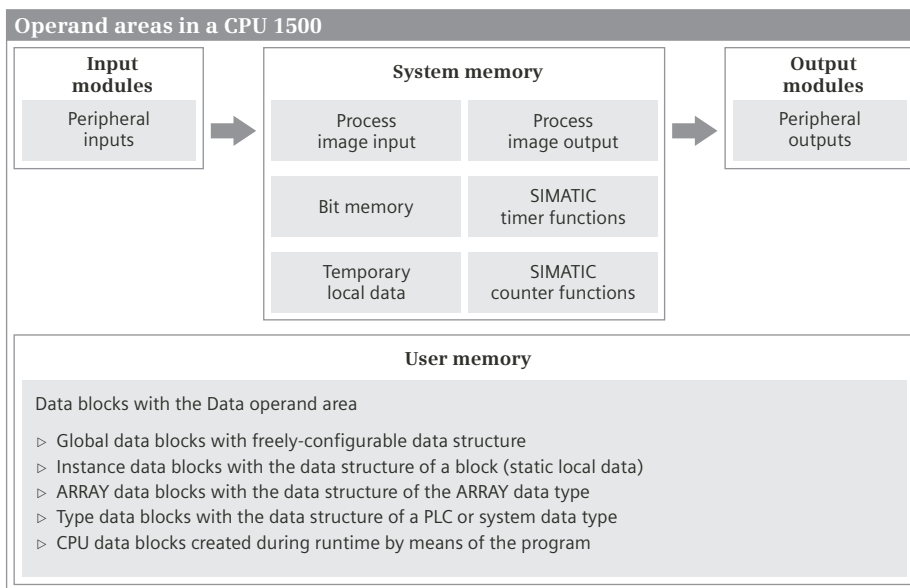 Operand areas in a CPU 1500
Input
modules
Peripheral
inputs
System memory
Process
image input
Process
image output
Bit memory
SIMATIC
timer functions
Temporary
local data
SIMATIC
counter functions
Output
modules
Peripheral
outputs
User memory
Data blocks with the Data operand area
▷ Global data blocks with freely-configurable data structure
▷ Instance data blocks with the data structure of a block (static local data)
▷ ARRAY data blocks with the data structure of the ARRAY data type
▷ Type data blocks with the data structure of a PLC or system data type
▷ CPU data blocks created during runtime by means of the program